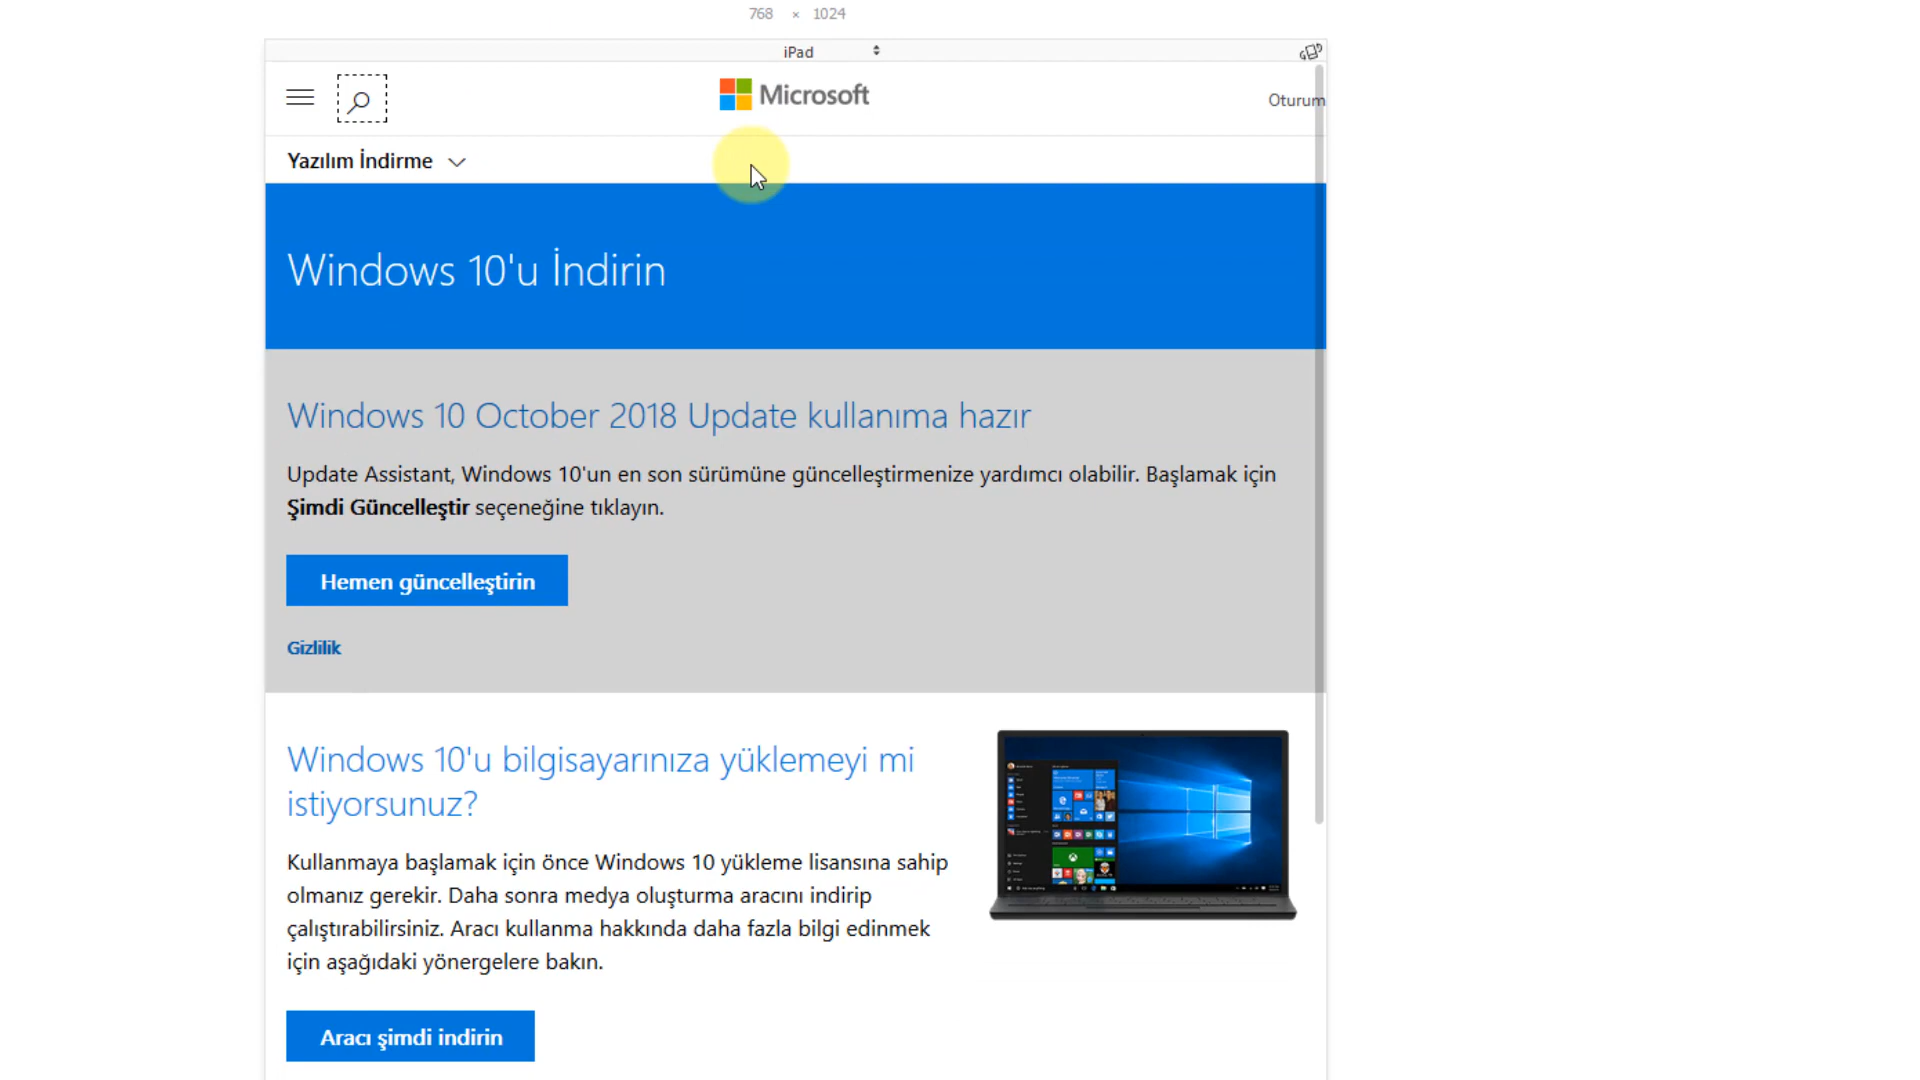 768 × 1024
iPad
Microsoft
Oturum
Yazılım İndirme
Windows 10'u İndirin
Windows 10 October 2018 Update kullanıma hazır
Update Assistant, Windows 10'un en son sürümüne güncelleştirmenize yardımcı olabilir. Başlamak için
Şimdi Güncelleştir seçeneğine tıklayın.
Hemen güncelleştirin
Gizlilik
Windows 10'u bilgisayarınıza yüklemeyi mi
istiyorsunuz?
Kullanmaya başlamak için önce Windows 10 yükleme lisansına sahip
olmanız gerekir. Daha sonra medya oluşturma aracını indirip
çalıştırabilirsiniz. Aracı kullanma hakkında daha fazla bilgi edinmek
için aşağıdaki yönergelere bakın.
Aracı şimdi indirin